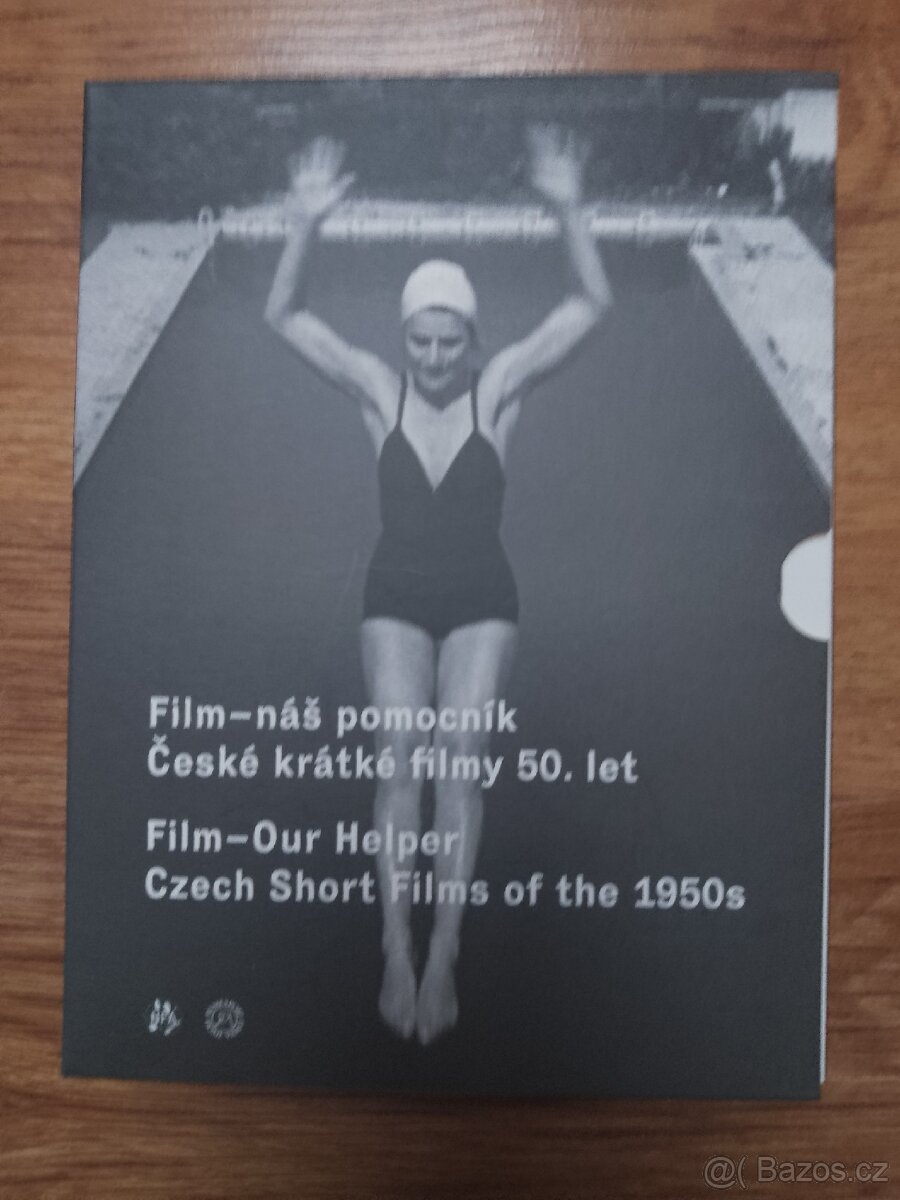 Film–náš pomocník
České krátké filmy 50. let
Film–Our Helper
Czech Short Films of the 1950s
@( Bazos.cz